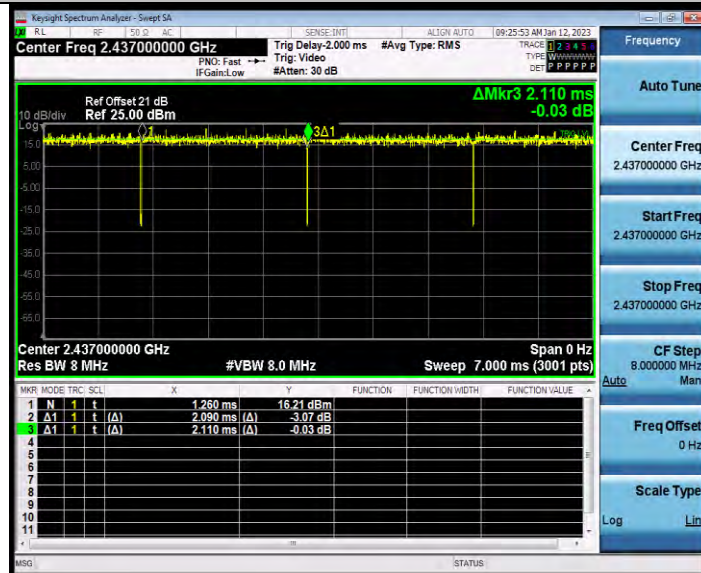 Keysight Spectrum Analyzer - Swept SA
RL RF 50 Ω AC SENSE:INT ALIGN AUTO 09:25:53 AM Jan 12, 2023
Center Freq 2.437000000 GHz Trig Delay-2.000 ms #Avg Type: RMS TRACE 1 2 3 4 5 6
PNO: Fast Trig: Video TYPE W
IFGain:Low #Atten: 30 dB DET P P P P P P
Frequency
ΔMkr3 2.110 ms
-0.03 dB
Ref Offset 21 dB
10 dB/div Ref 25.00 dBm
Log
3Δ1
15.0
5.00
-5.00
-15.0
-25.0
-35.0
-45.0
-55.0
-65.0
Center 2.437000000 GHz Span 0 Hz
Res BW 8 MHz #VBW 8.0 MHz Sweep 7.000 ms (3001 pts)
MKR MODE TRC SCL X Y FUNCTION FUNCTION WIDTH FUNCTION VALUE
1 N 1 t 1.260 ms 16.21 dBm
2 Δ1 1 t (Δ) 2.090 ms (Δ) -3.07 dB
3 Δ1 1 t (Δ) 2.110 ms (Δ) -0.03 dB
4
5
6
7
8
9
10
11
MSG STATUS
Auto Tune
Center Freq
2.437000000 GHz
Start Freq
2.437000000 GHz
Stop Freq
2.437000000 GHz
CF Step
8.000000 MHz
Auto Man
Freq Offset
0 Hz
Scale Type
Log Lin